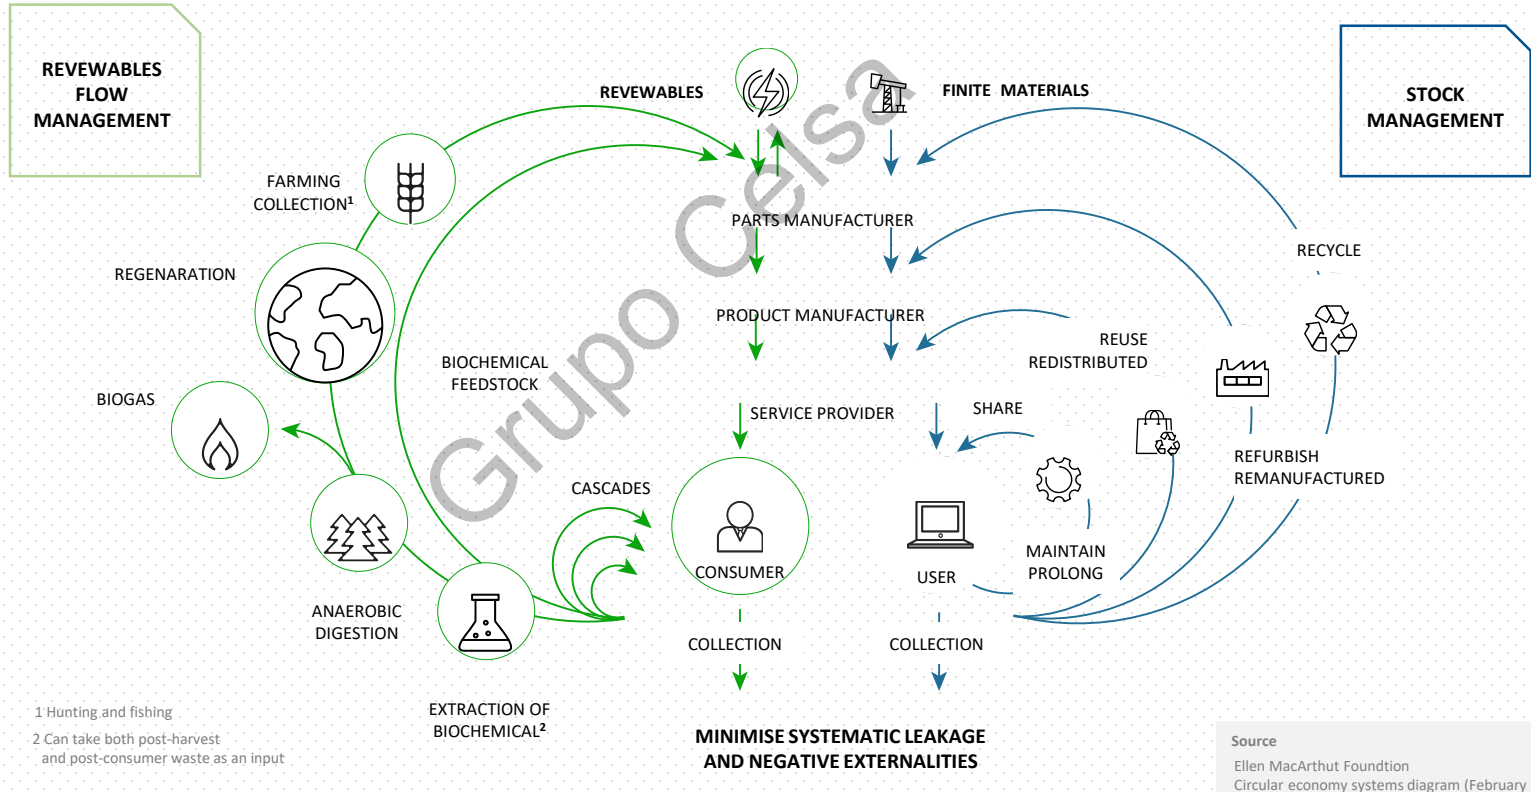 REVEWABLES
FLOW
MANAGEMENT
REVEWABLES
FINITE MATERIALS
STOCK
MANAGEMENT
FARMING
COLLECTION¹
PARTS MANUFACTURER
RECYCLE
REGENARATION
PRODUCT MANUFACTURER
REUSE
REDISTRIBUTED
BIOCHEMICAL
FEEDSTOCK
BIOGAS
SERVICE PROVIDER
SHARE
REFURBISH
REMANUFACTURED
CASCADES
CONSUMER
USER
MAINTAIN
PROLONG
ANAEROBIC
DIGESTION
COLLECTION
COLLECTION
EXTRACTION OF
BIOCHEMICAL²
MINIMISE SYSTEMATIC LEAKAGE
AND NEGATIVE EXTERNALITIES
1 Hunting and fishing
2 Can take both post-harvest
and post-consumer waste as an input
Source
Ellen MacArthut Foundtion
Circular economy systems diagram (February
Grupo Celsa